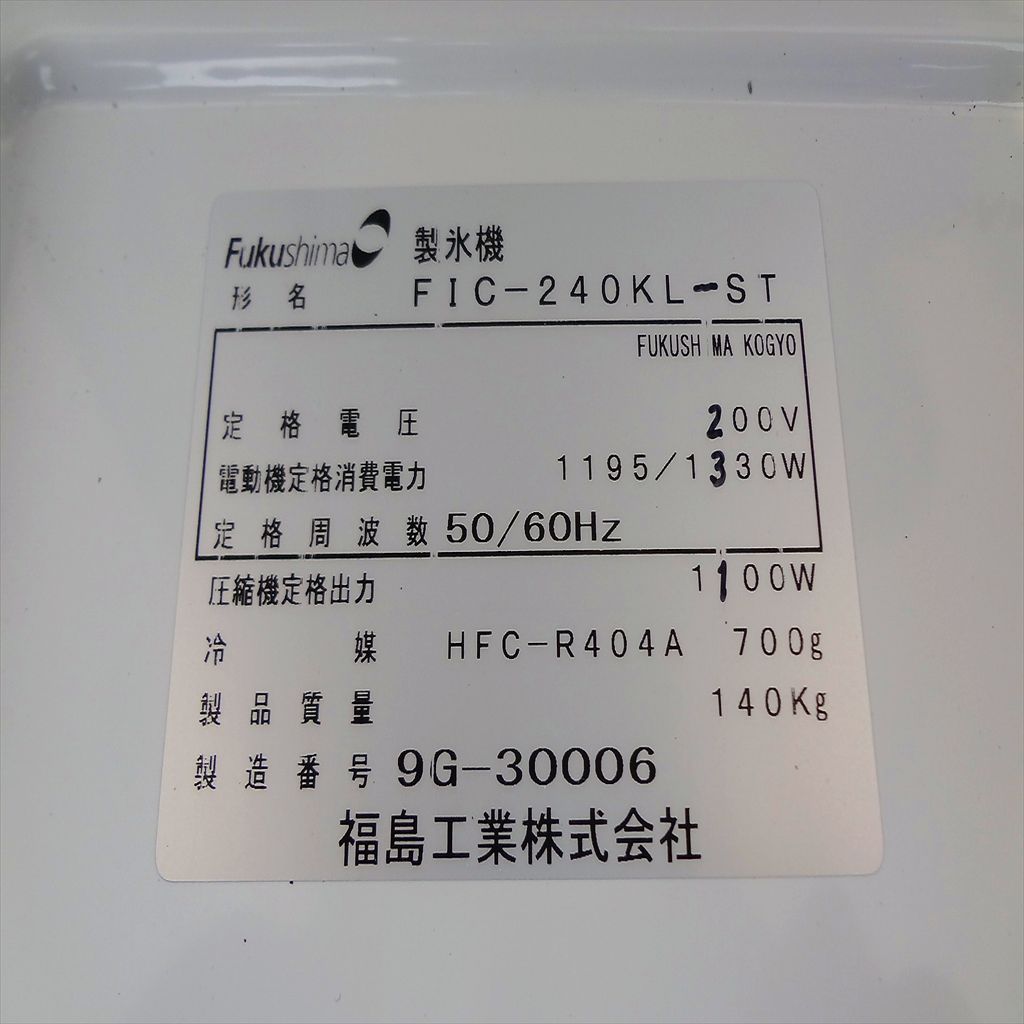 Fukushima 製氷機
形名 FIC-240KL-ST
FUKUSHIMA KOGYO
定格電圧 200V
電動機定格消費電力 1195/1330W
定格周波数 50/60Hz
圧縮機定格出力 1100W
冷媒 HFC-R404A 700g
製品質量 140Kg
製造番号 9G-30006
福島工業株式会社